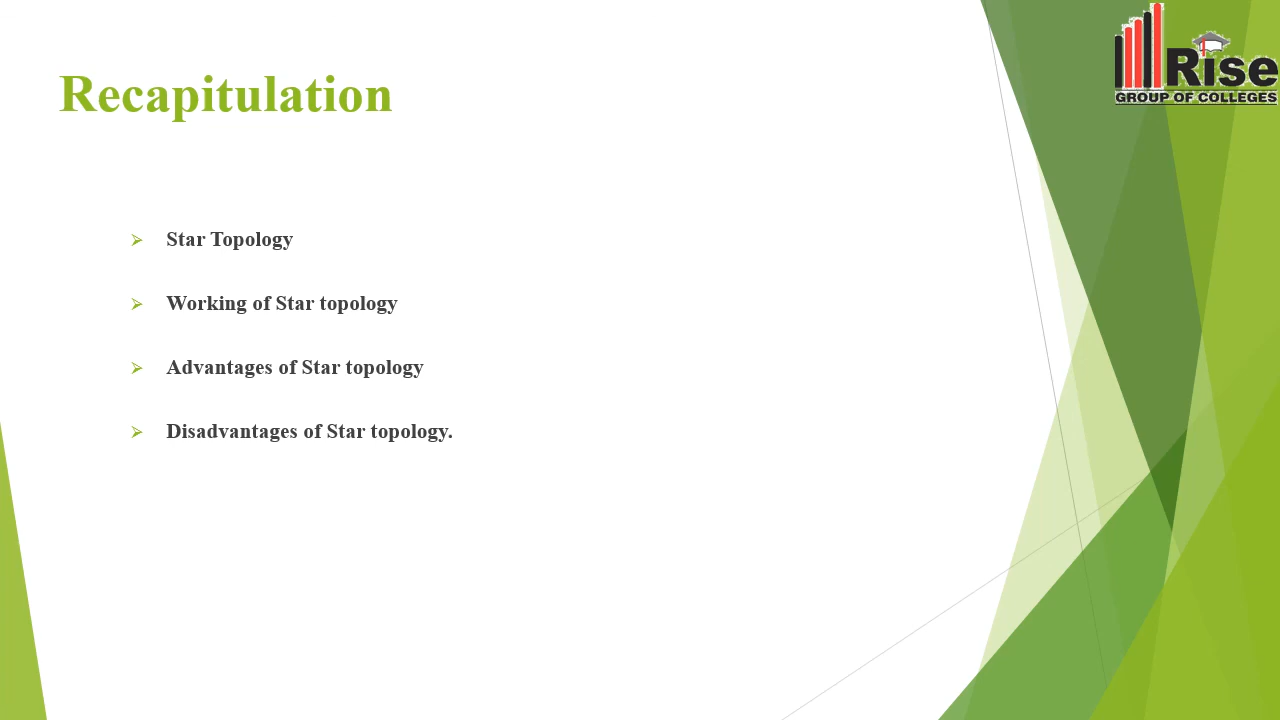 Rise
GROUP OF COLLEGES
Recapitulation
Star Topology
Working of Star topology
Advantages of Star topology
Disadvantages of Star topology.